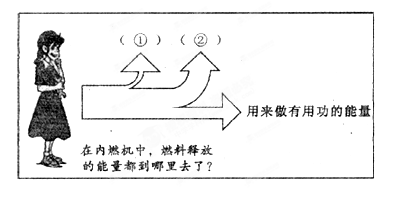 （①）（②）
用来做有用功的能量
在内燃机中，燃料释放
的能量都到哪里去了？